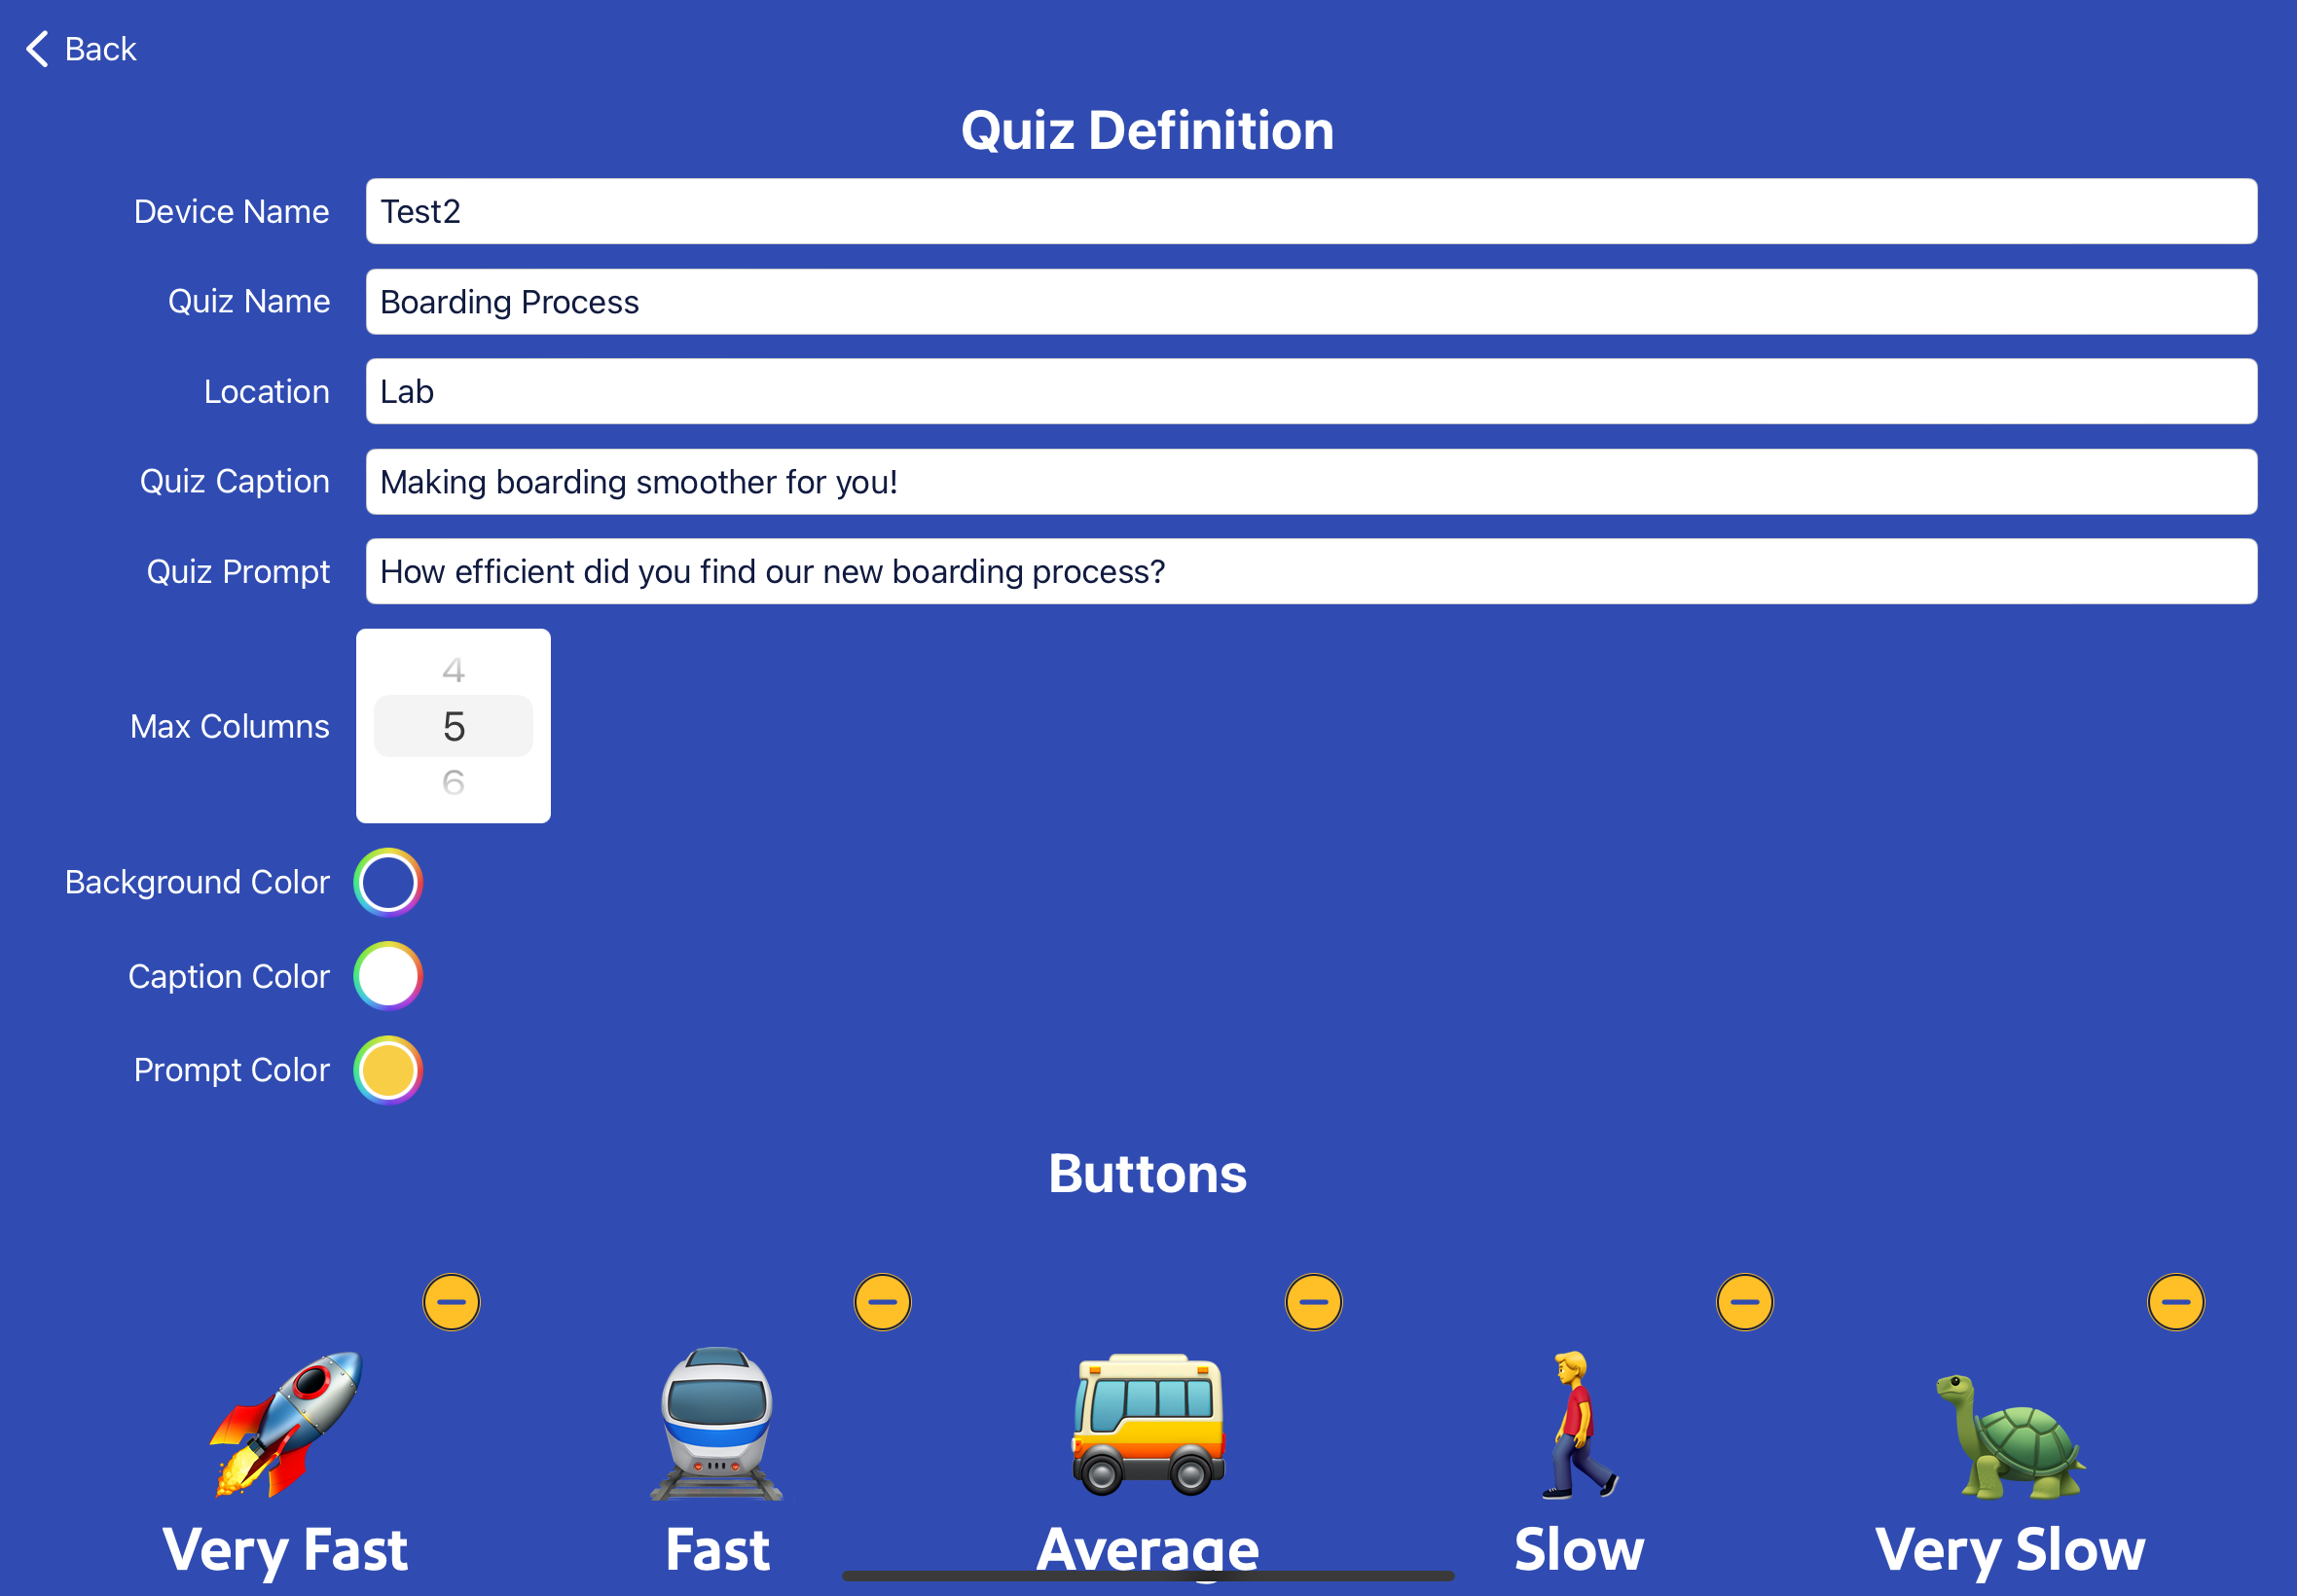 Back
Quiz Definition
Device Name Test2
Quiz Name Boarding Process
Location Lab
Quiz Caption Making boarding smoother for you!
Quiz Prompt How efficient did you find our new boarding process?
4
Max Columns 5
6
Background Color
Caption Color
Prompt Color
Buttons
Very Fast Fast Average Slow Very Slow